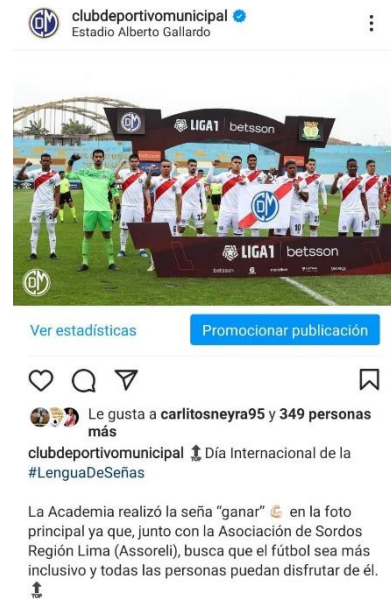 clubdeportivomunicipal
Estadio Alberto Gallardo
LIGA1 betsson
LIGA1 betsson
betsson
Ver estadísticas
Promocionar publicación
Le gusta a carlitosneyra95 y 349 personas
más
clubdeportivomunicipal 🔝 Día Internacional de la
#LenguaDeSeñas
La Academia realizó la seña “ganar” 💪🏻 en la foto
principal ya que, junto con la Asociación de Sordos
Región Lima (Assoreli), busca que el fútbol sea más
inclusivo y todas las personas puedan disfrutar de él.
🔝